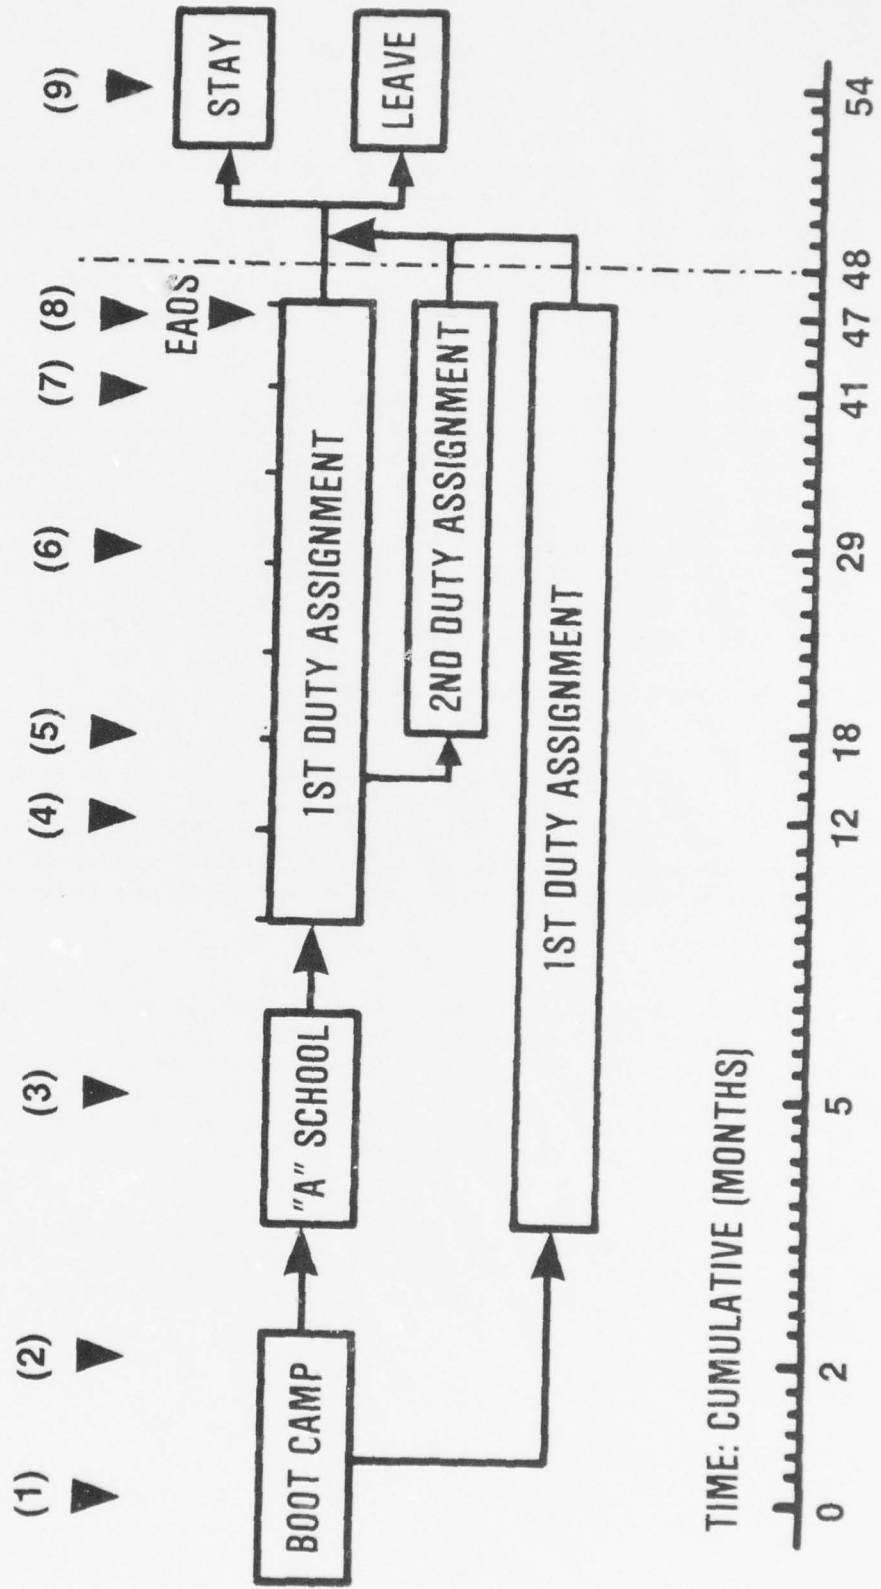 (1) (2) (3) (4) (5) (6) (7) (8) (9)
EAOS
BOOT CAMP
"A" SCHOOL
1ST DUTY ASSIGNMENT
STAY
2ND DUTY ASSIGNMENT
LEAVE
1ST DUTY ASSIGNMENT
TIME: CUMULATIVE (MONTHS)
0 2 5 12 18 29 41 47 48 54